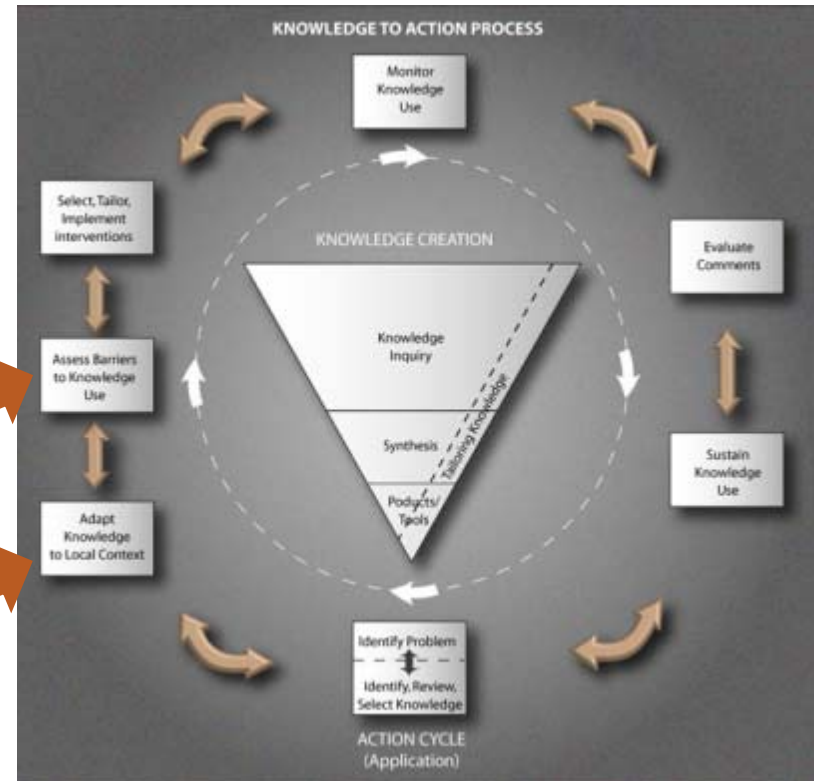 KNOWLEDGE TO ACTION PROCESS
Monitor
Knowledge
Use
Select, Tailor,
Implement
interventions
KNOWLEDGE CREATION
Evaluate
Comments
Knowledge
Inquiry
Assess Barriers
to Knowledge
Use
Tailoring Knowledge
Synthesis
Sustain
Knowledge
Use
Poducts/
Tools
Adapt
Knowledge
to Local Context
Identify Problem
Identify, Review,
Select Knowledge
ACTION CYCLE
(Application)